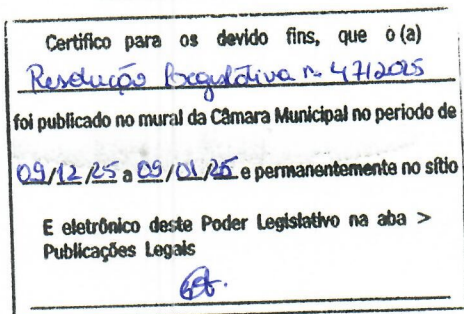 Certifico para os devido fins, que o (a)
Resolução Legislativa n 47/2025
foi publicado no mural da Câmara Municipal no periodo de
09/12/25 a 09/01/26 e permanentemente no sítio
E eletrônico deste Poder Legislativo na aba >
Publicações Legais